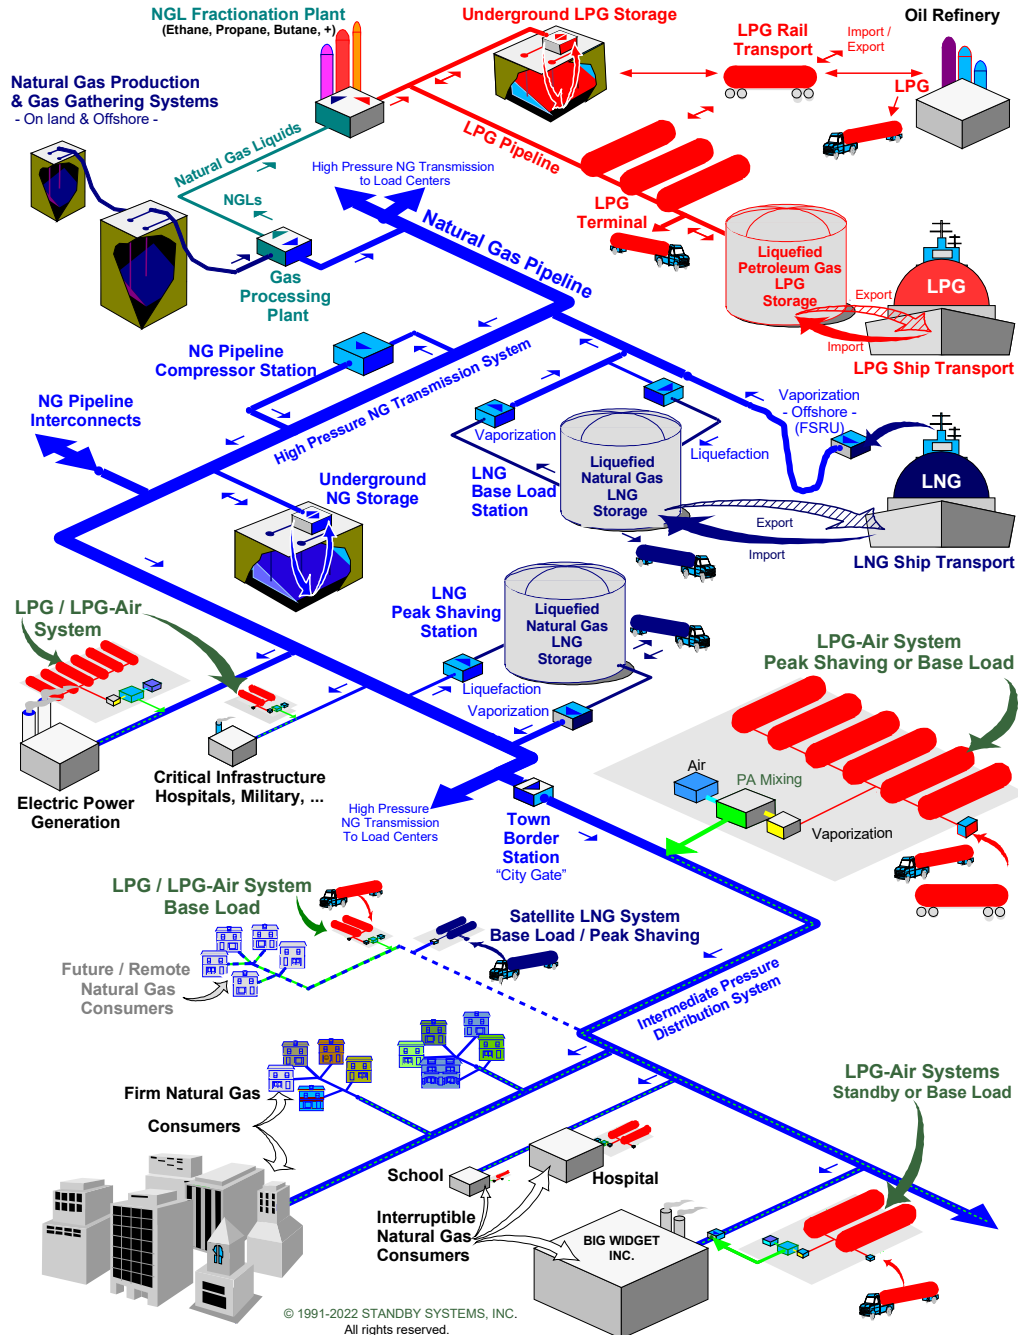 NGL Fractionation Plant
(Ethane, Propane, Butane, +)
Underground LPG Storage
LPG Rail
Transport
Import /
Export
Oil Refinery
LPG
Natural Gas Production
& Gas Gathering Systems
- On land & Offshore -
Natural Gas Liquids
High Pressure NG Transmission
to Load Centers
LPG Pipeline
NGLs
LPG
Terminal
Natural Gas Pipeline
Gas
Processing
Plant
Liquefied
Petroleum Gas
LPG
Storage
Export
Import
LPG
LPG Ship Transport
NG Pipeline
Compressor Station
High Pressure NG Transmission System
NG Pipeline
Interconnects
Vaporization
- Offshore -
(FSRU)
Vaporization
Liquefaction
LNG
Base Load
Station
Liquefied
Natural Gas
LNG
Storage
LNG
Export
Import
LNG Ship Transport
Underground
NG Storage
LNG
Peak Shaving
Station
Liquefied
Natural Gas
LNG
Storage
LPG / LPG-Air
System
Liquefaction
Vaporization
LPG-Air System
Peak Shaving or Base Load
Air
PA Mixing
Vaporization
Electric Power
Generation
Critical Infrastructure
Hospitals, Military, ...
High Pressure
NG Transmission
To Load Centers
Town
Border
Station
“City Gate”
LPG / LPG-Air System
Base Load
Satellite LNG System
Base Load / Peak Shaving
Future / Remote
Natural Gas
Consumers
Intermediate Pressure
Distribution System
Firm Natural Gas
Consumers
LPG-Air Systems
Standby or Base Load
School
Hospital
Interruptible
Natural Gas
Consumers
BIG WIDGET
INC.
© 1991-2022 STANDBY SYSTEMS, INC.
All rights reserved.